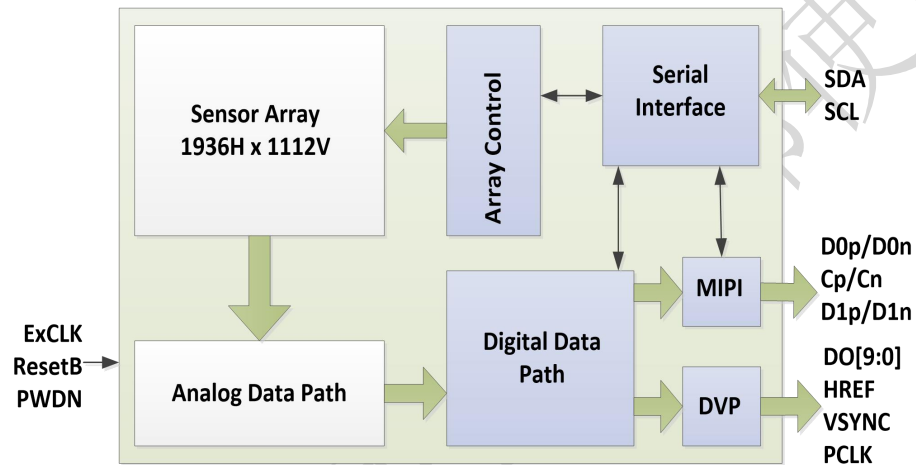 Sensor Array
1936H x 1112V
Array Control
Serial
Interface
SDA
SCL
D0p/D0n
Cp/Cn
D1p/D1n
MIPI
ExCLK
ResetB
PWDN
Analog Data Path
Digital Data
Path
DVP
DO[9:0]
HREF
VSYNC
PCLK